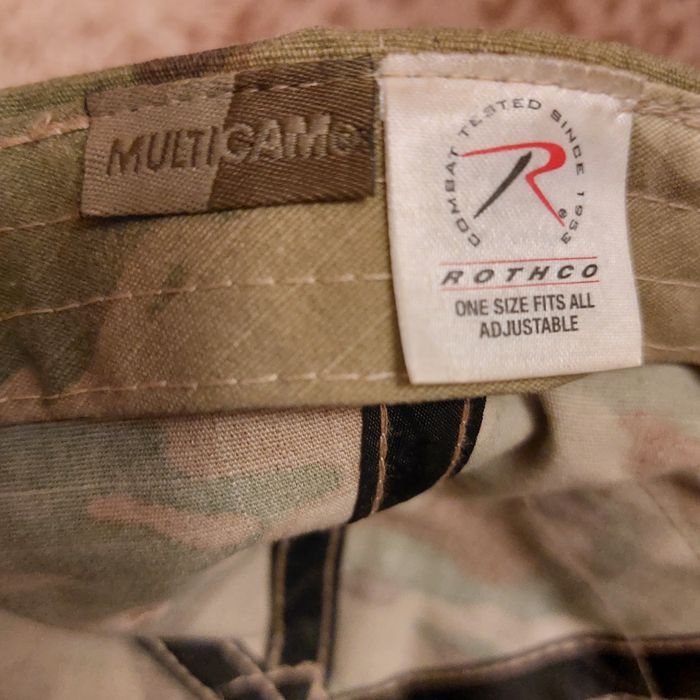 MULTICAM®
COMBAT TESTED SINCE 1953
R®
ROTHCO
ONE SIZE FITS ALL
ADJUSTABLE